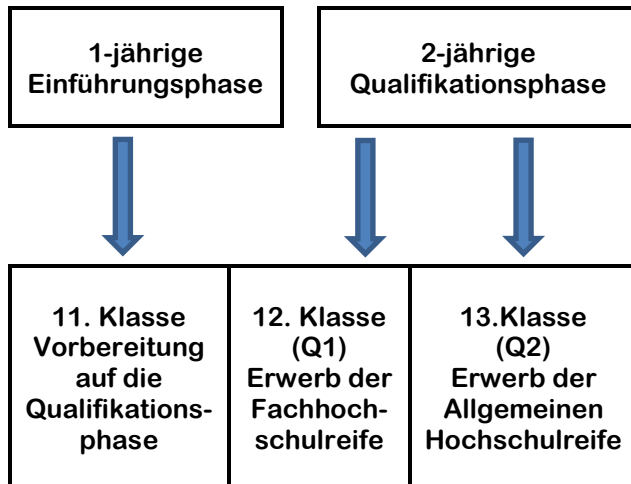 1-jährige
Einführungsphase
2-jährige
Qualifikationsphase
11. Klasse
Vorbereitung
auf die
Qualifikations-
phase
12. Klasse
(Q1)
Erwerb der
Fachhoch-
schulreife
13.Klasse
(Q2)
Erwerb der
Allgemeinen
Hochschulreife